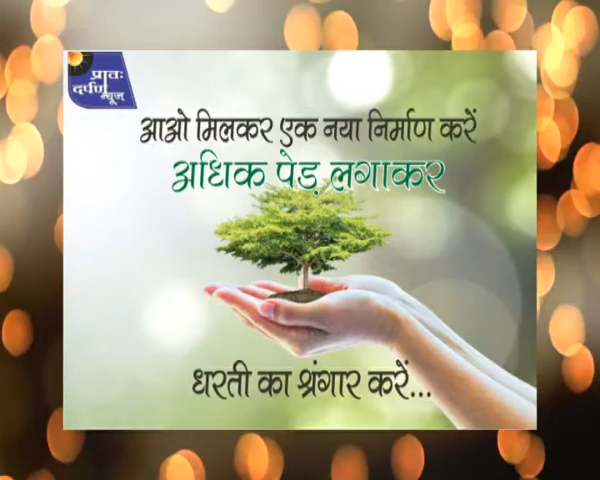 प्रावः
दर्पण
न्यूज़
आओ मिलकर एक नया निर्माण करें
अधिक पेड़ लगाकर
धरती का श्रंगार करें...